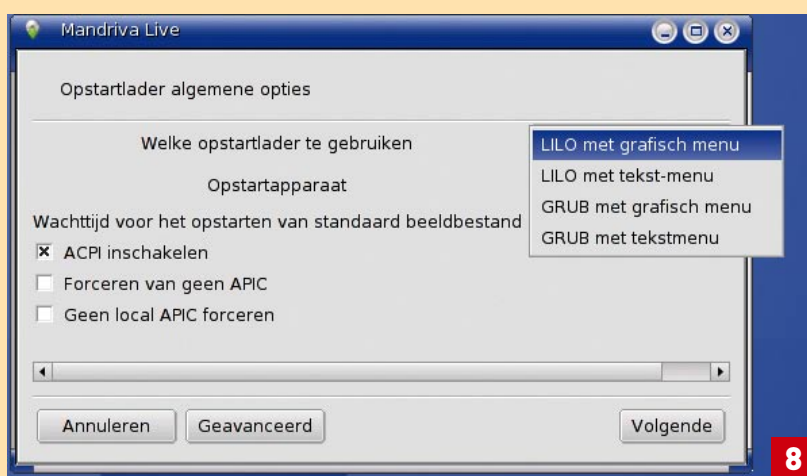 Mandriva Live
Opstartlader algemene opties
Welke opstartlader te gebruiken
LILO met grafisch menu
LILO met tekst-menu
GRUB met grafisch menu
GRUB met tekstmenu
Opstartapparaat
Wachttijd voor het opstarten van standaard beeldbestand
ACPI inschakelen
Forceren van geen APIC
Geen local APIC forceren
Annuleren
Geavanceerd
Volgende
8